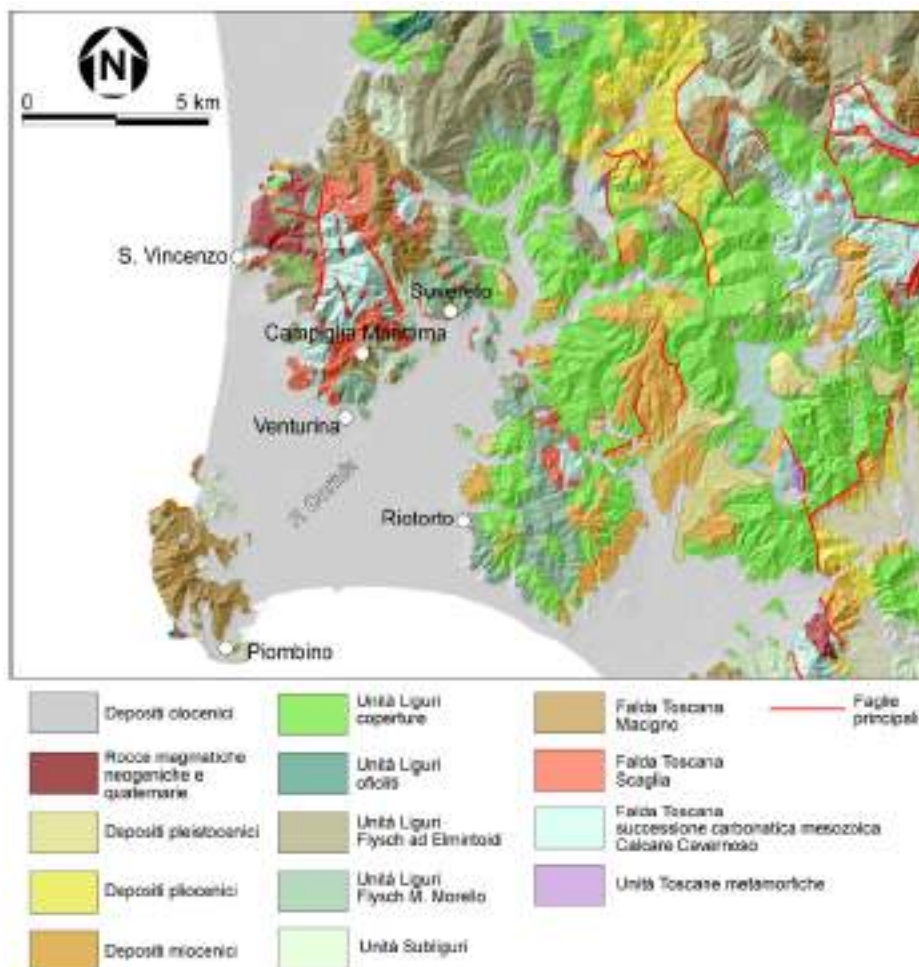 N
0 5 km
S. Vincenzo
Suvereto
Campiglia Marittima
Venturina
Riotorto
Piombino
Depositi olocenici
Rocce magmatiche
neogeniche e
quaternarie
Depositi pleistocenici
Depositi pliocenici
Depositi miocenici
Unità Liguri
coperture
Unità Liguri
ofioliti
Unità Liguri
Flysch ad Elmintoidi
Unità Liguri
Flysch M. Morello
Unità Subliguri
Falda Toscana
Macigno
Falda Toscana
Scaglia
Falda Toscana
successione carbonatica mesozoica
Calcare Cavernoso
Unità Toscane metamorfiche
Faglie
principali